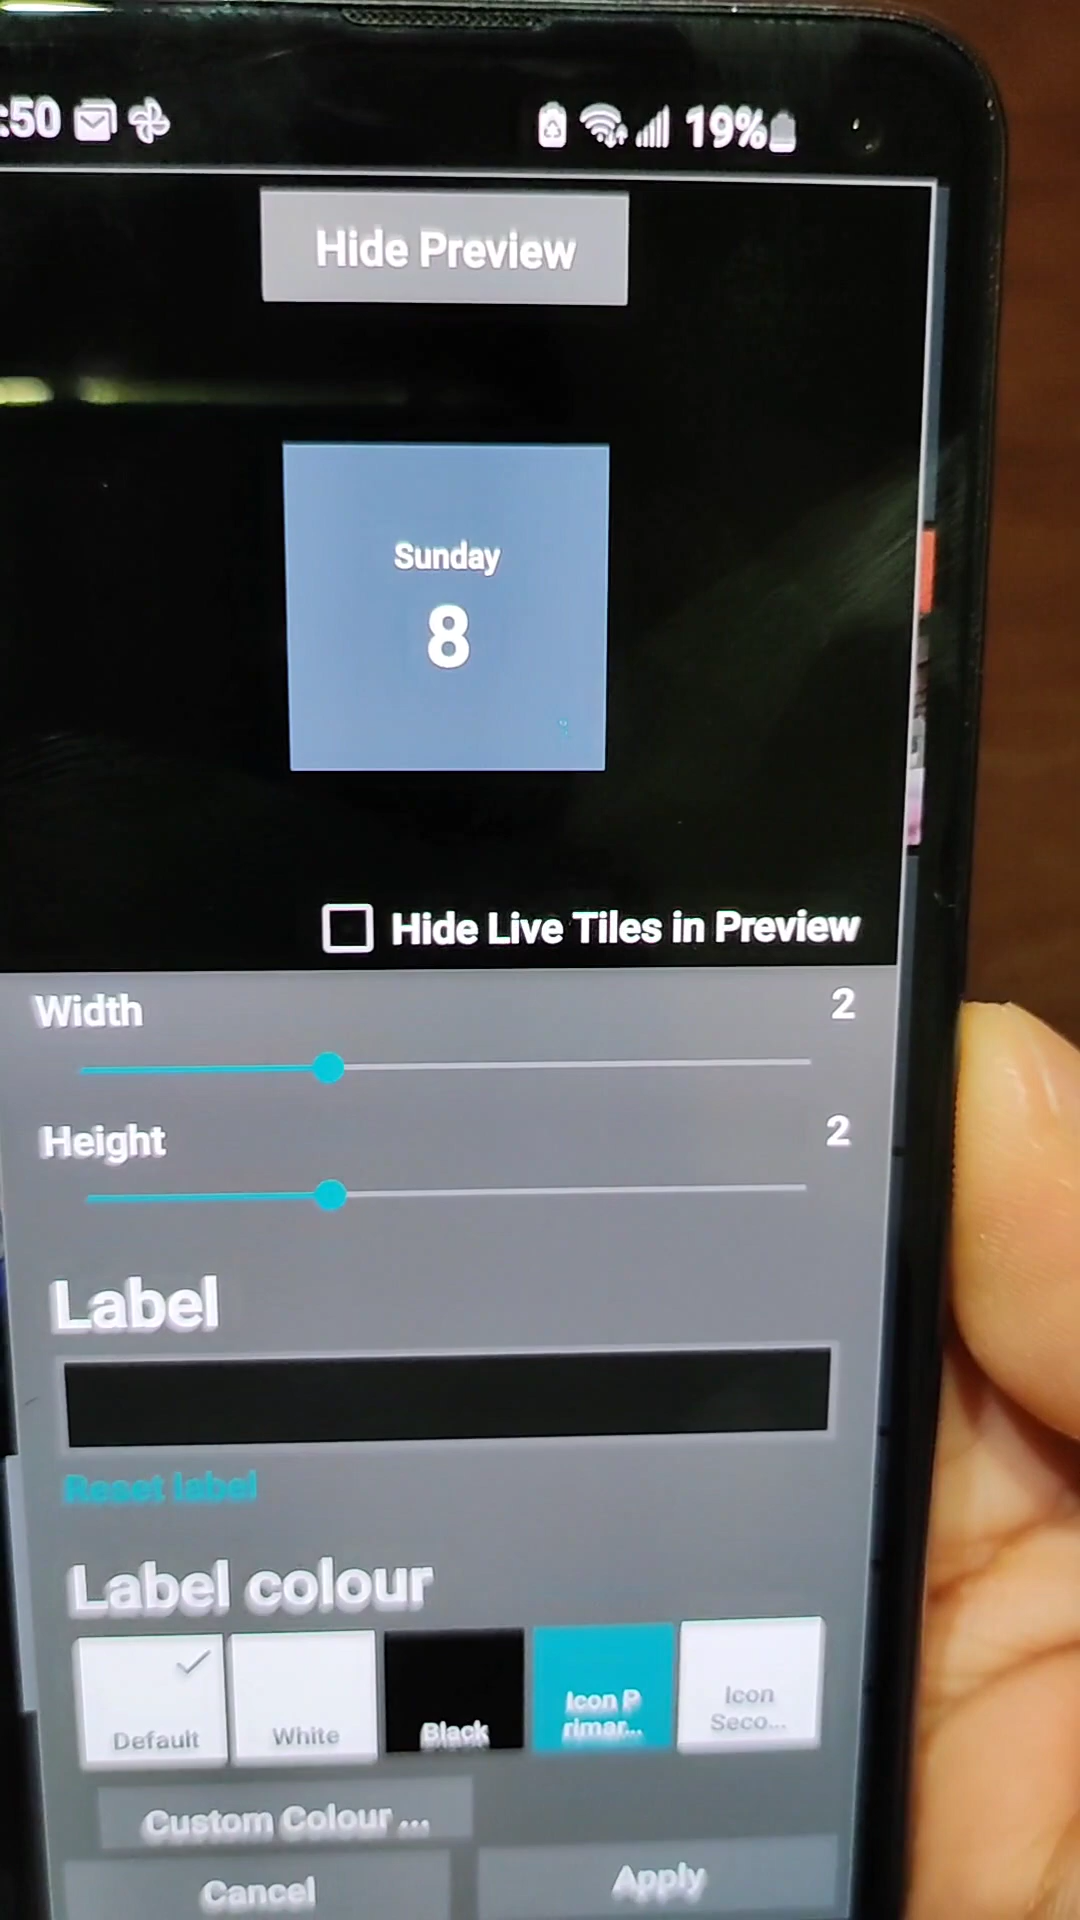 :50 19%
Hide Preview
Sunday
8
Hide Live Tiles in Preview
Width 2
Height 2
Label
Reset label
Label colour
Default
White
Black
Icon P
rimar...
Icon
Seco...
Custom Colour ...
Cancel
Apply